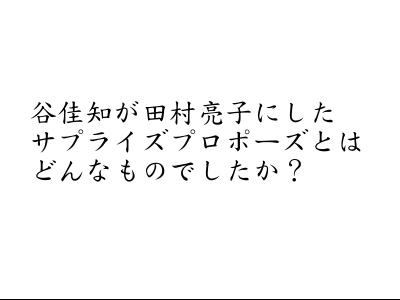 谷佳知が田村亮子にした
サプライズプロポーズとは
どんなものでしたか？